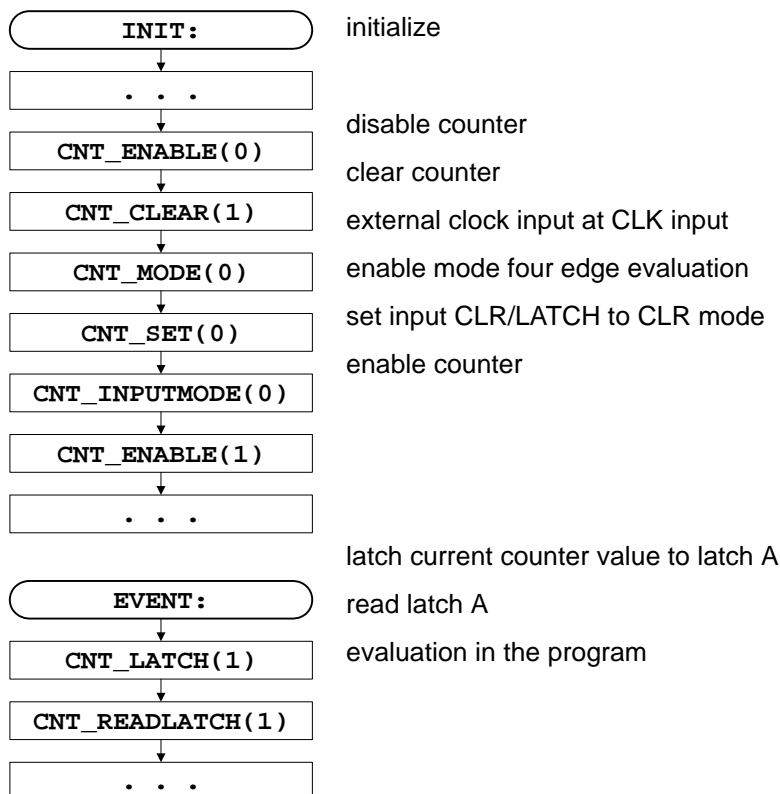 INIT:
initialize
. . .
disable counter
CNT_ENABLE(0)
clear counter
CNT_CLEAR(1)
external clock input at CLK input
CNT_MODE(0)
enable mode four edge evaluation
CNT_SET(0)
set input CLR/LATCH to CLR mode
enable counter
CNT_INPUTMODE(0)
CNT_ENABLE(1)
. . .
latch current counter value to latch A
EVENT:
read latch A
CNT_LATCH(1)
evaluation in the program
CNT_READLATCH(1)
. . .